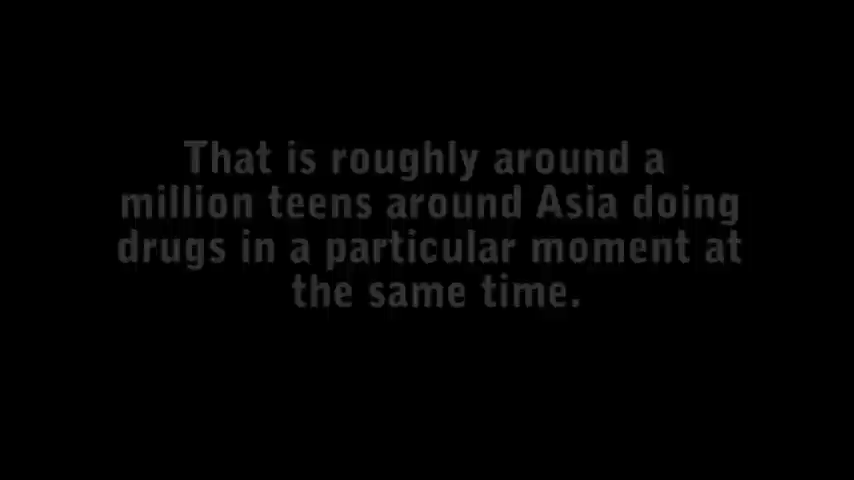 That is roughly around a
million teens around Asia doing
drugs in a particular moment at
the same time.